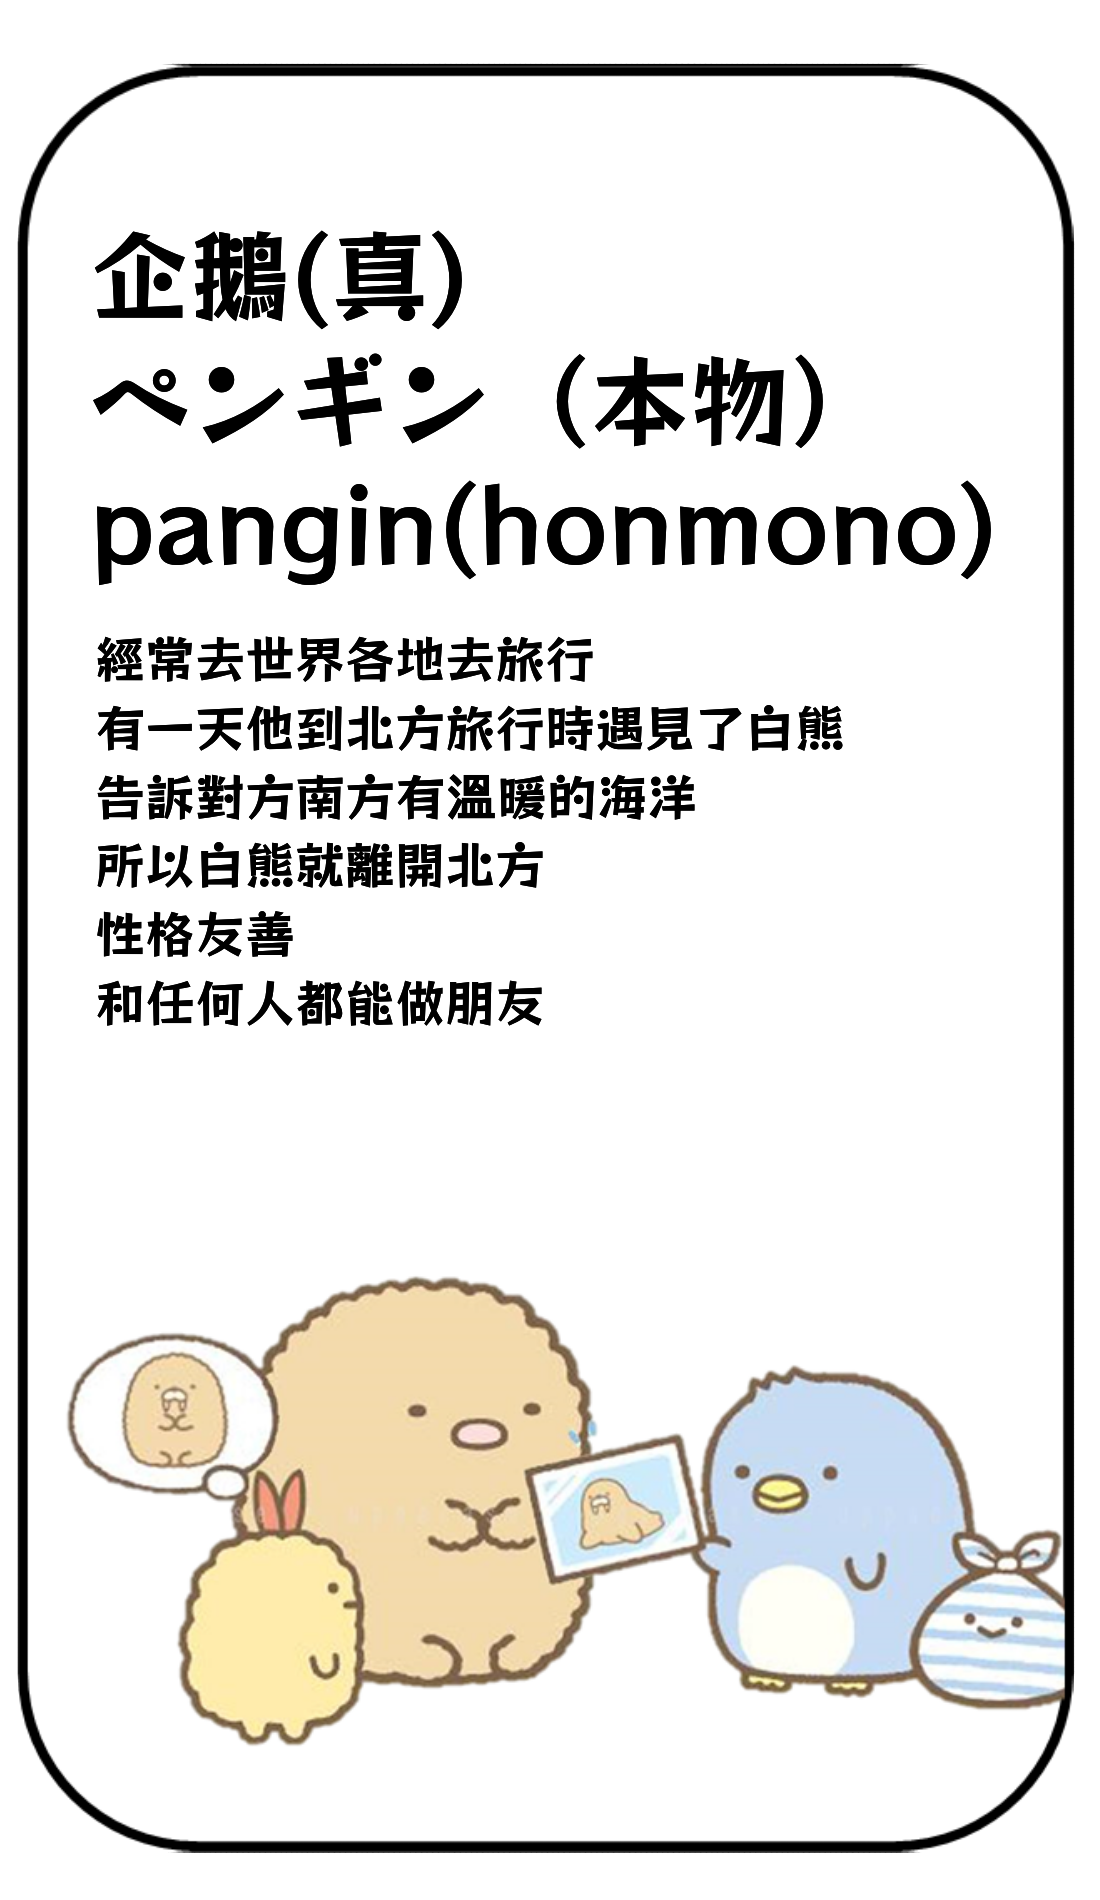 企鵝(真)
ペンギン（本物）
pangin(honmono)
經常去世界各地去旅行
有一天他到北方旅行時遇見了白熊
告訴對方南方有溫暖的海洋
所以白熊就離開北方
性格友善
和任何人都能做朋友